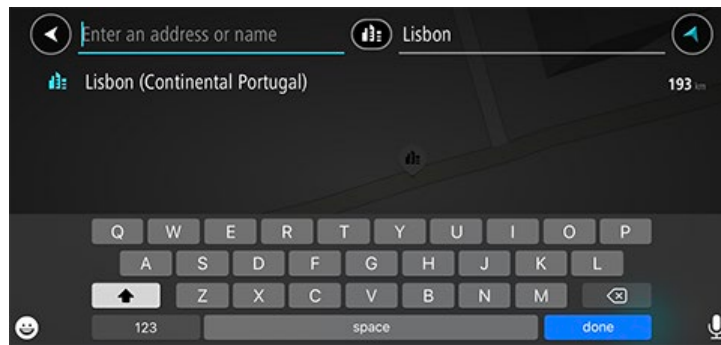 Enter an address or name Lisbon
Lisbon (Continental Portugal) 193 km
Q W E R T Y U I O P
A S D F G H J K L
Z X C V B N M
123 space done